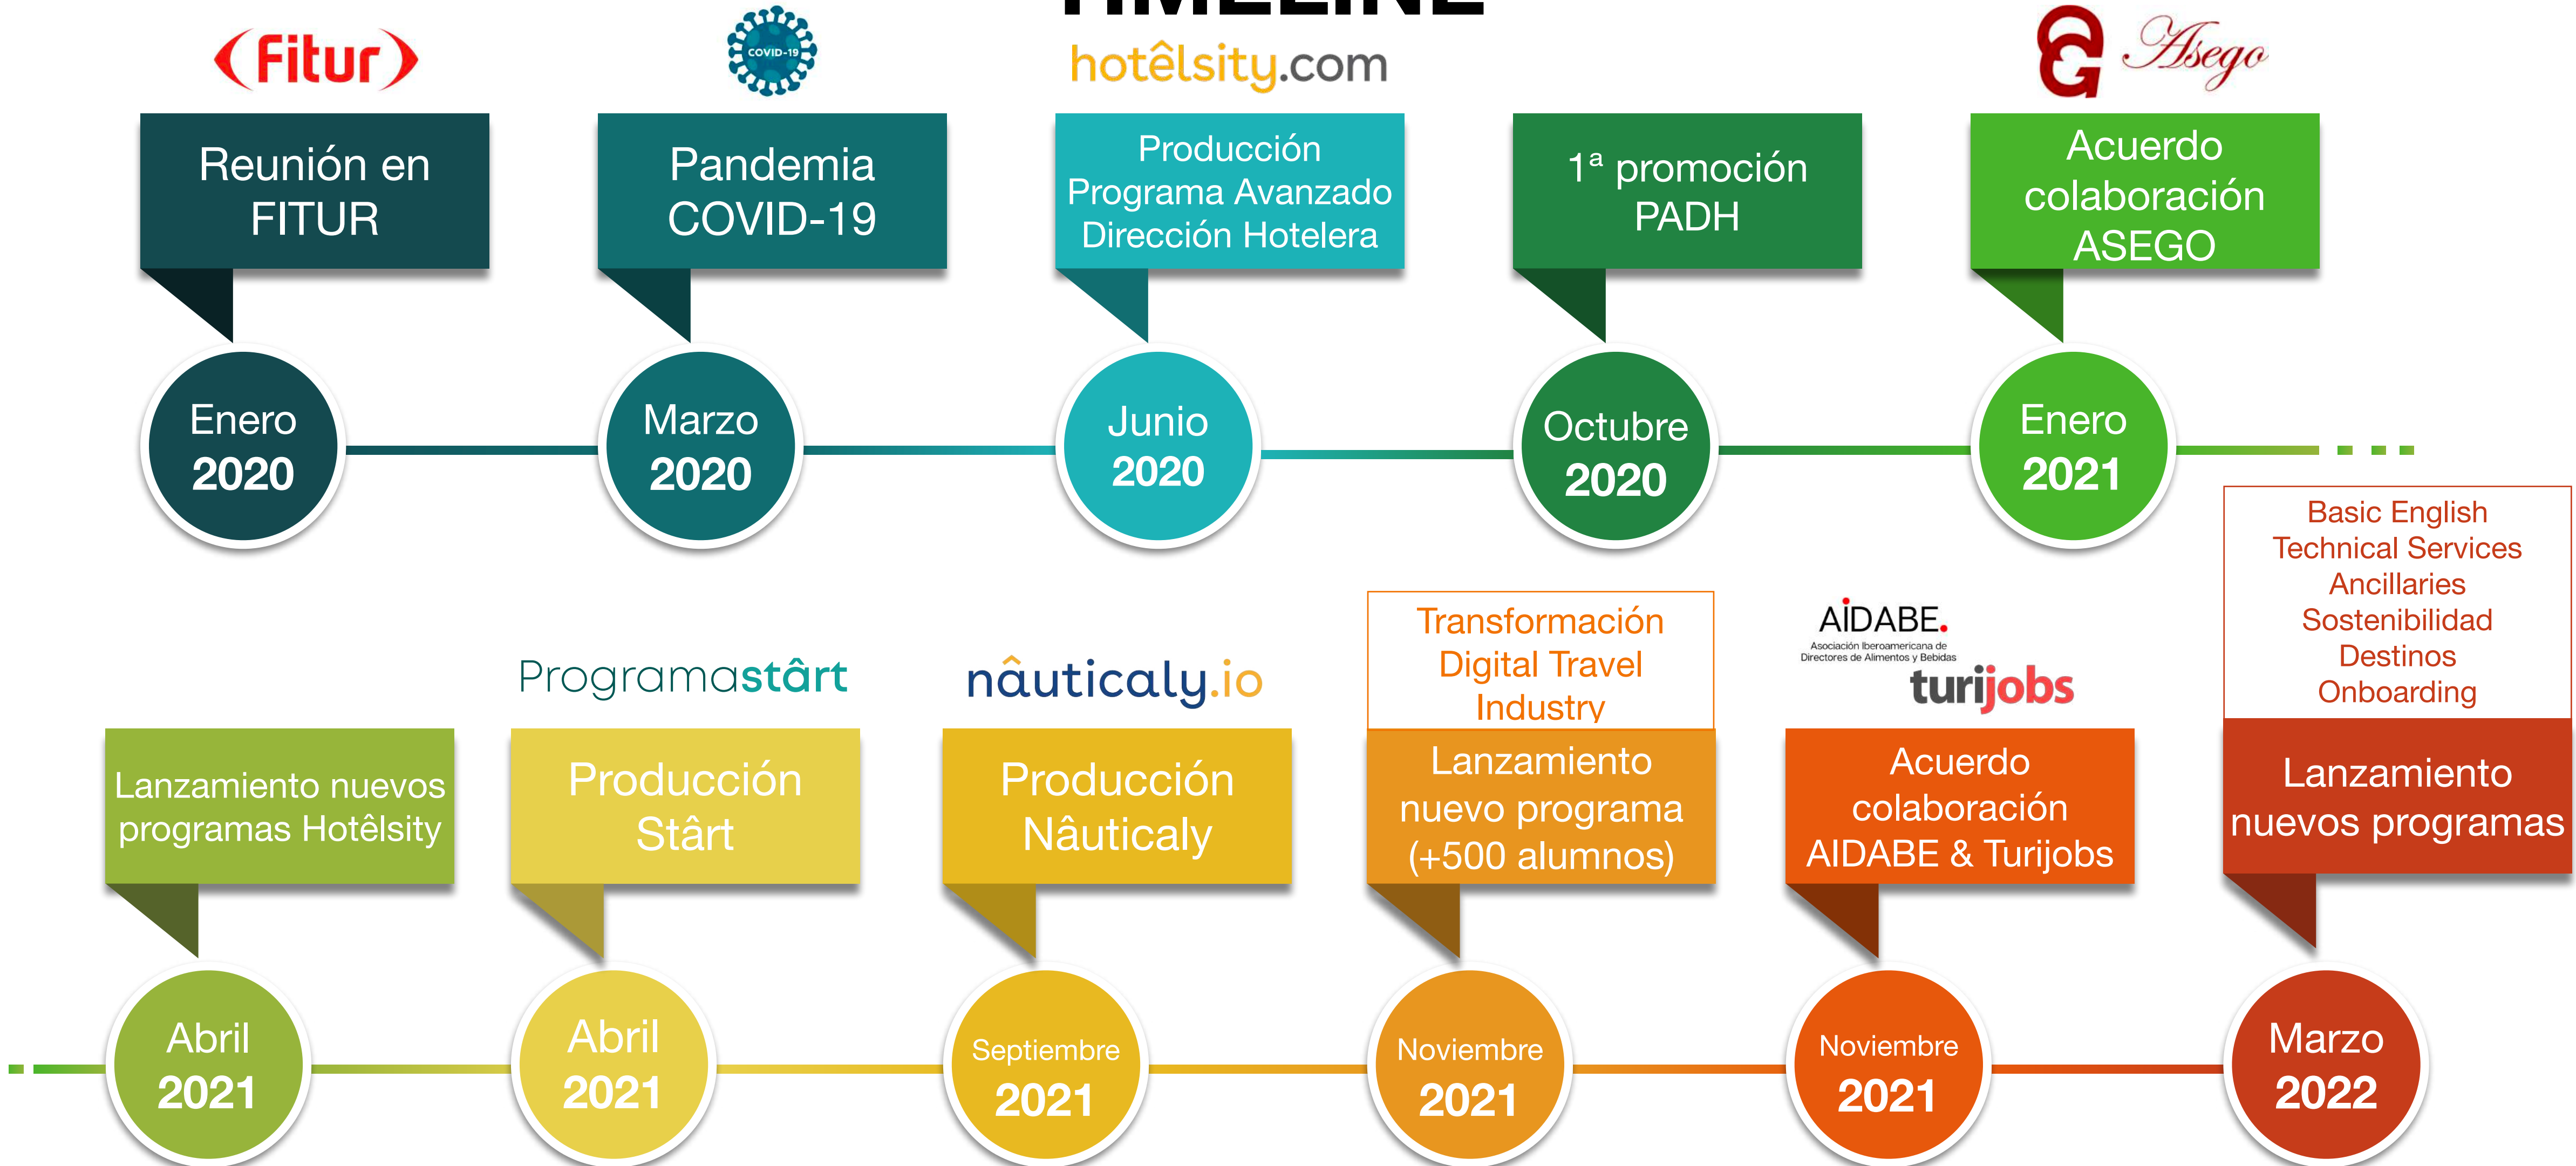 TIMELINE
Fitur
COVID-19
hotêlsity.com
OG Asego
Reunión en
FITUR
Pandemia
COVID-19
Producción
Programa Avanzado
Dirección Hotelera
1ª promoción
PADH
Acuerdo
colaboración
ASEGO
Enero
2020
Marzo
2020
Junio
2020
Octubre
2020
Enero
2021
Programastârt
nâuticaly.io
Transformación
Digital Travel
Industry
AIDABE.
Asociación Iberoamericana de
Directores de Alimentos y Bebidas
turijobs
Basic English
Technical Services
Ancillaries
Sostenibilidad
Destinos
Onboarding
Lanzamiento nuevos
programas Hotêlsity
Producción
Stârt
Producción
Nâuticaly
Lanzamiento
nuevo programa
(+500 alumnos)
Acuerdo
colaboración
AIDABE & Turijobs
Lanzamiento
nuevos programas
Abril
2021
Abril
2021
Septiembre
2021
Noviembre
2021
Noviembre
2021
Marzo
2022